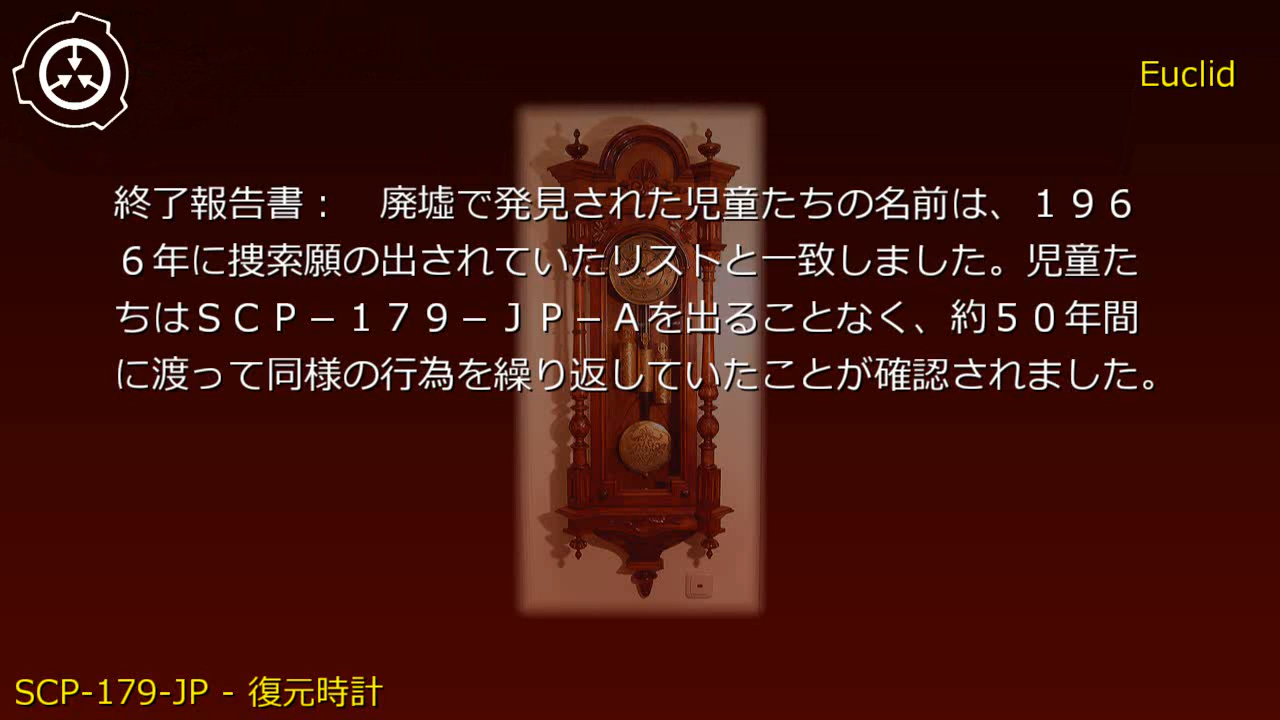 Euclid
終了報告書：　廃墟で発見された児童たちの名前は、１９６
６年に捜索願の出されていたリストと一致しました。児童た
ちはＳＣＰ－１７９－ＪＰ－Ａを出ることなく、約５０年間
に渡って同様の行為を繰り返していたことが確認されました。
SCP-179-JP - 復元時計